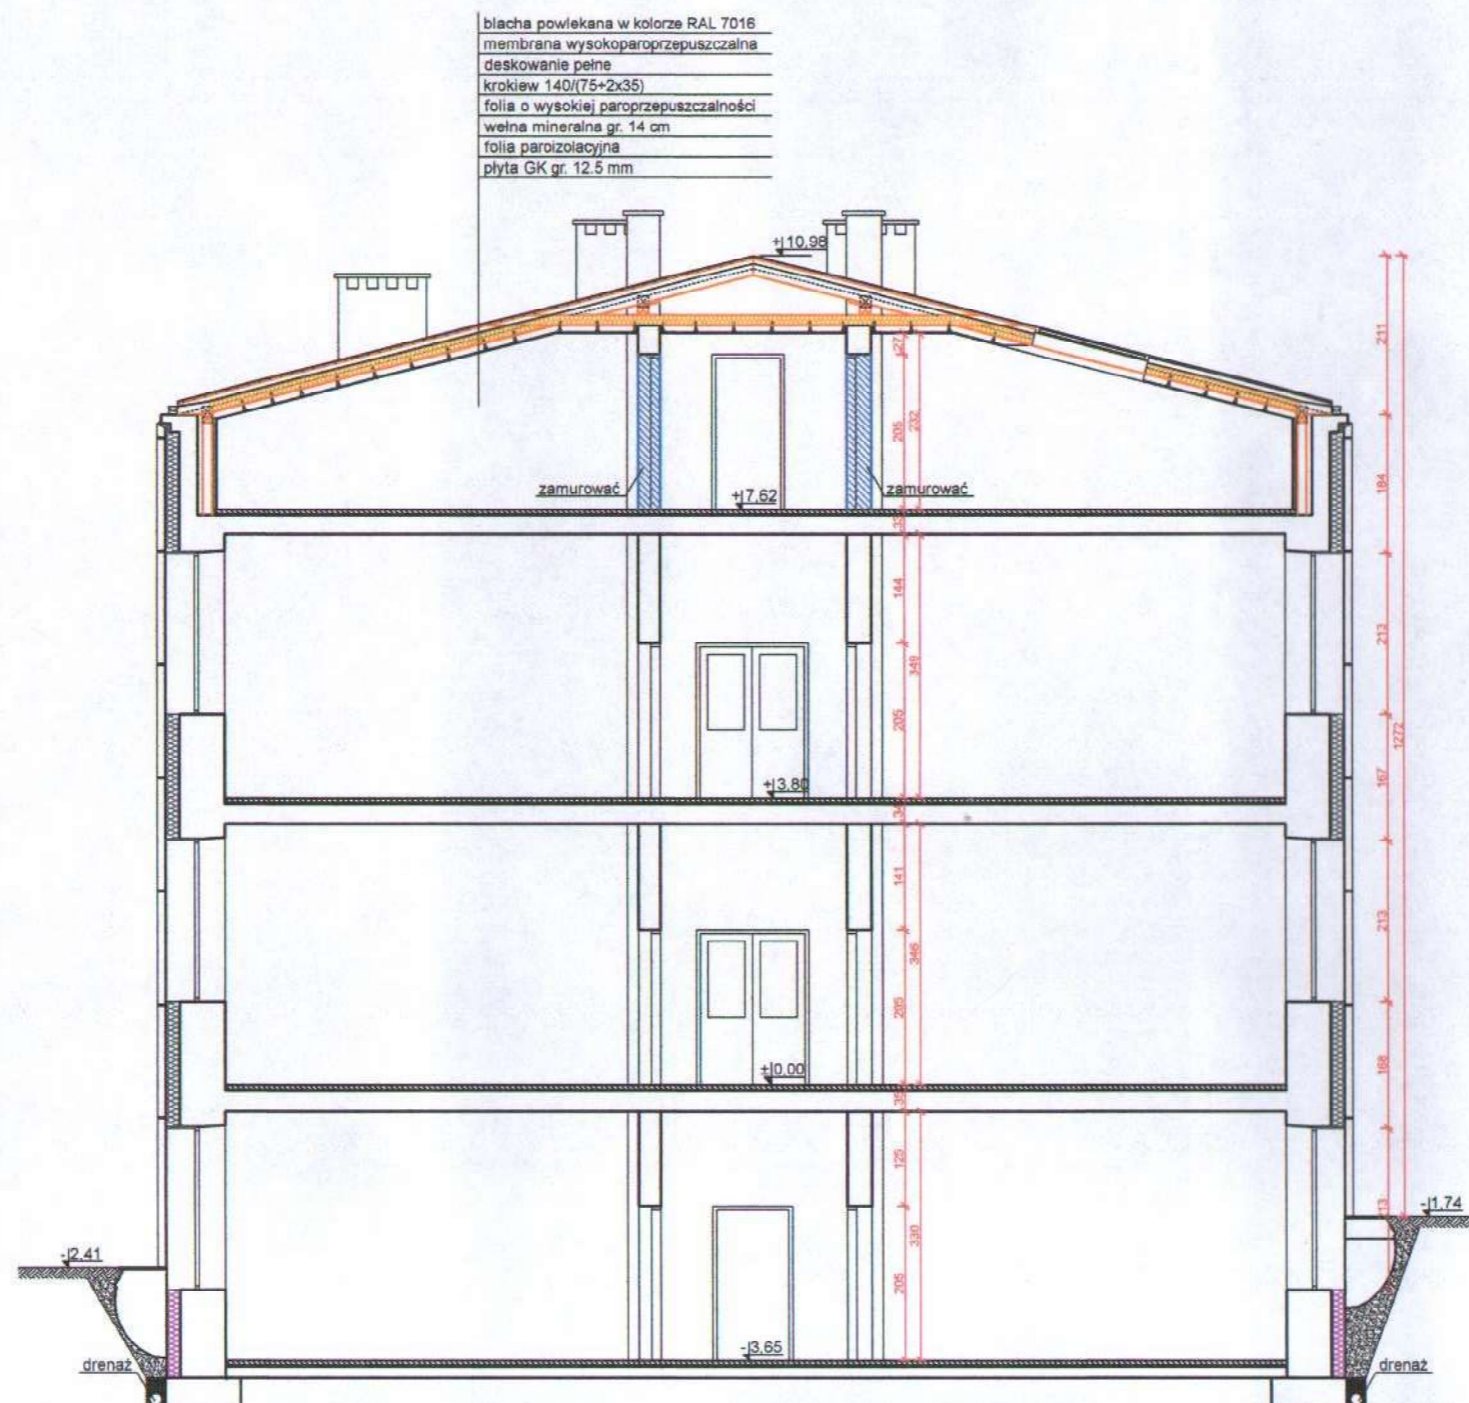 blacha powlekana w kolorze RAL 7016
membrana wysokoparoprzepuszczalna
deskowanie pełne
krokiew 140/(75+2x35)
folia o wysokiej paroprzepuszczalności
wełna mineralna gr. 14 cm
folia paroizolacyjna
płyta GK gr. 12.5 mm
+10,98
211
27
205
232
184
zamurować
zamurować
+7,62
33
144
213
349
205
167
1272
+3,80
34
141
213
346
205
168
+0,00
35
125
213
-1,74
330
-2,41
205
-3,65
drenaż
drenaż